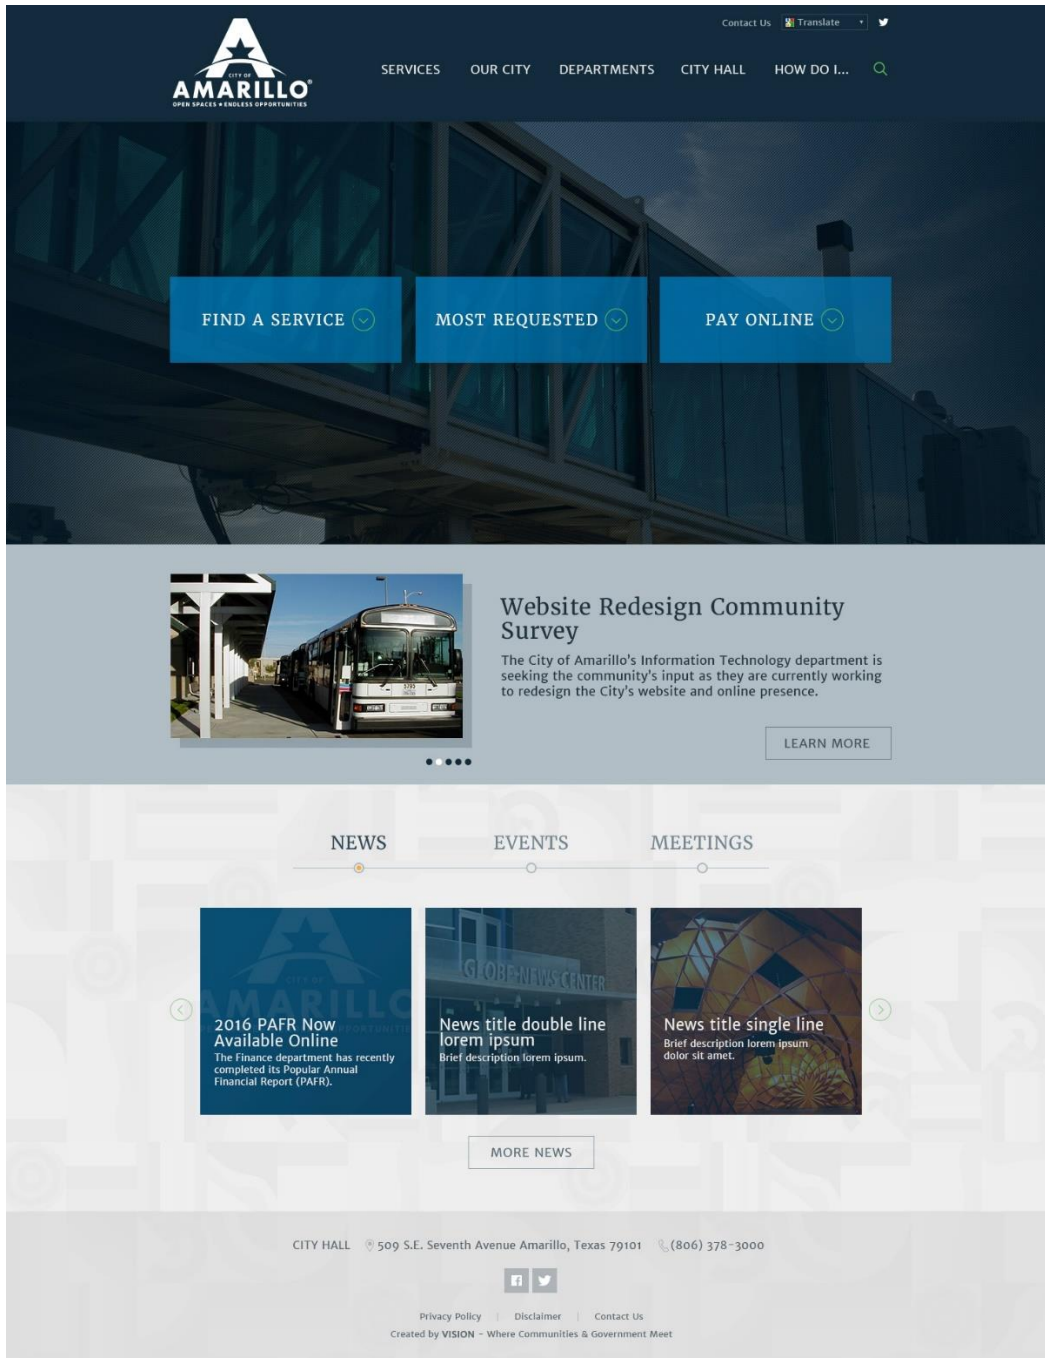 Contact Us Translate
CITY OF
AMARILLO®
OPEN SPACES ★ ENDLESS OPPORTUNITIES
SERVICES OUR CITY DEPARTMENTS CITY HALL HOW DO I...
FIND A SERVICE MOST REQUESTED PAY ONLINE
Website Redesign Community
Survey
The City of Amarillo's Information Technology department is
seeking the community's input as they are currently working
to redesign the City's website and online presence.
LEARN MORE
NEWS EVENTS MEETINGS
CITY OF
AMARILLO
2016 PAFR Now
Available Online
The Finance department has recently
completed its Popular Annual
Financial Report (PAFR).
GLOBE-NEWS CENTER
News title double line
lorem ipsum
Brief description lorem ipsum.
News title single line
Brief description lorem ipsum
dolor sit amet.
MORE NEWS
CITY HALL 509 S.E. Seventh Avenue Amarillo, Texas 79101 (806) 378-3000
Privacy Policy | Disclaimer | Contact Us
Created by VISION - Where Communities & Government Meet